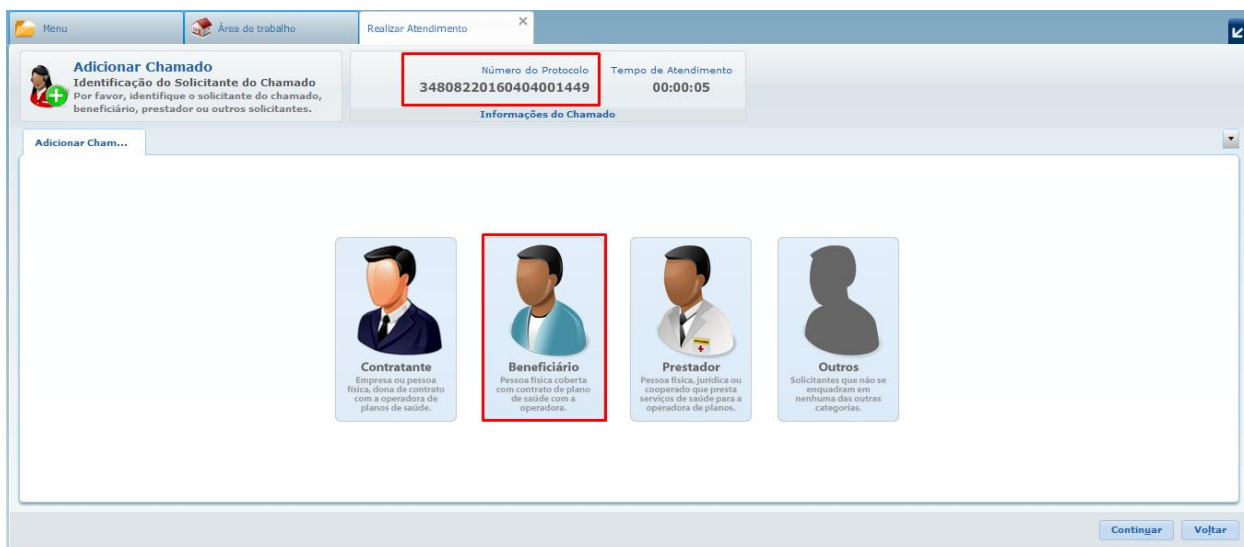 Menu
Área de trabalho
Realizar Atendimento
Adicionar Chamado
Identificação do Solicitante do Chamado
Por favor, identifique o solicitante do chamado,
beneficiário, prestador ou outros solicitantes.
Número do Protocolo
34808220160404001449
Tempo de Atendimento
00:00:05
Informações do Chamado
Adicionar Cham...
Contratante
Empresa ou pessoa
física, dona de contrato
com a operadora de
planos de saúde.
Beneficiário
Pessoa física coberta
com contrato de plano
de saúde com a
operadora.
Prestador
Pessoa física, jurídica ou
cooperado que presta
serviços de saúde para a
operadora de planos.
Outros
Solicitantes que não se
enquadram em
nenhuma das outras
categorias.
Continuar
Voltar